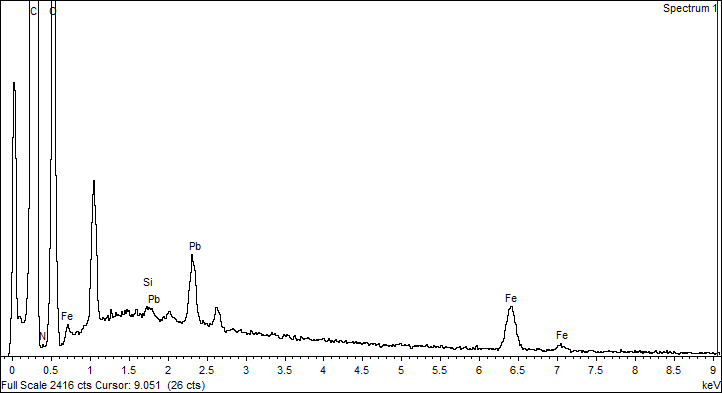 Spectrum 1
C O
Si
Pb Pb
Fe
N
Fe
Fe
0 0.5 1 1.5 2 2.5 3 3.5 4 4.5 5 5.5 6 6.5 7 7.5 8 8.5 9
Full Scale 2416 cts Cursor: 9.051 (26 cts) keV